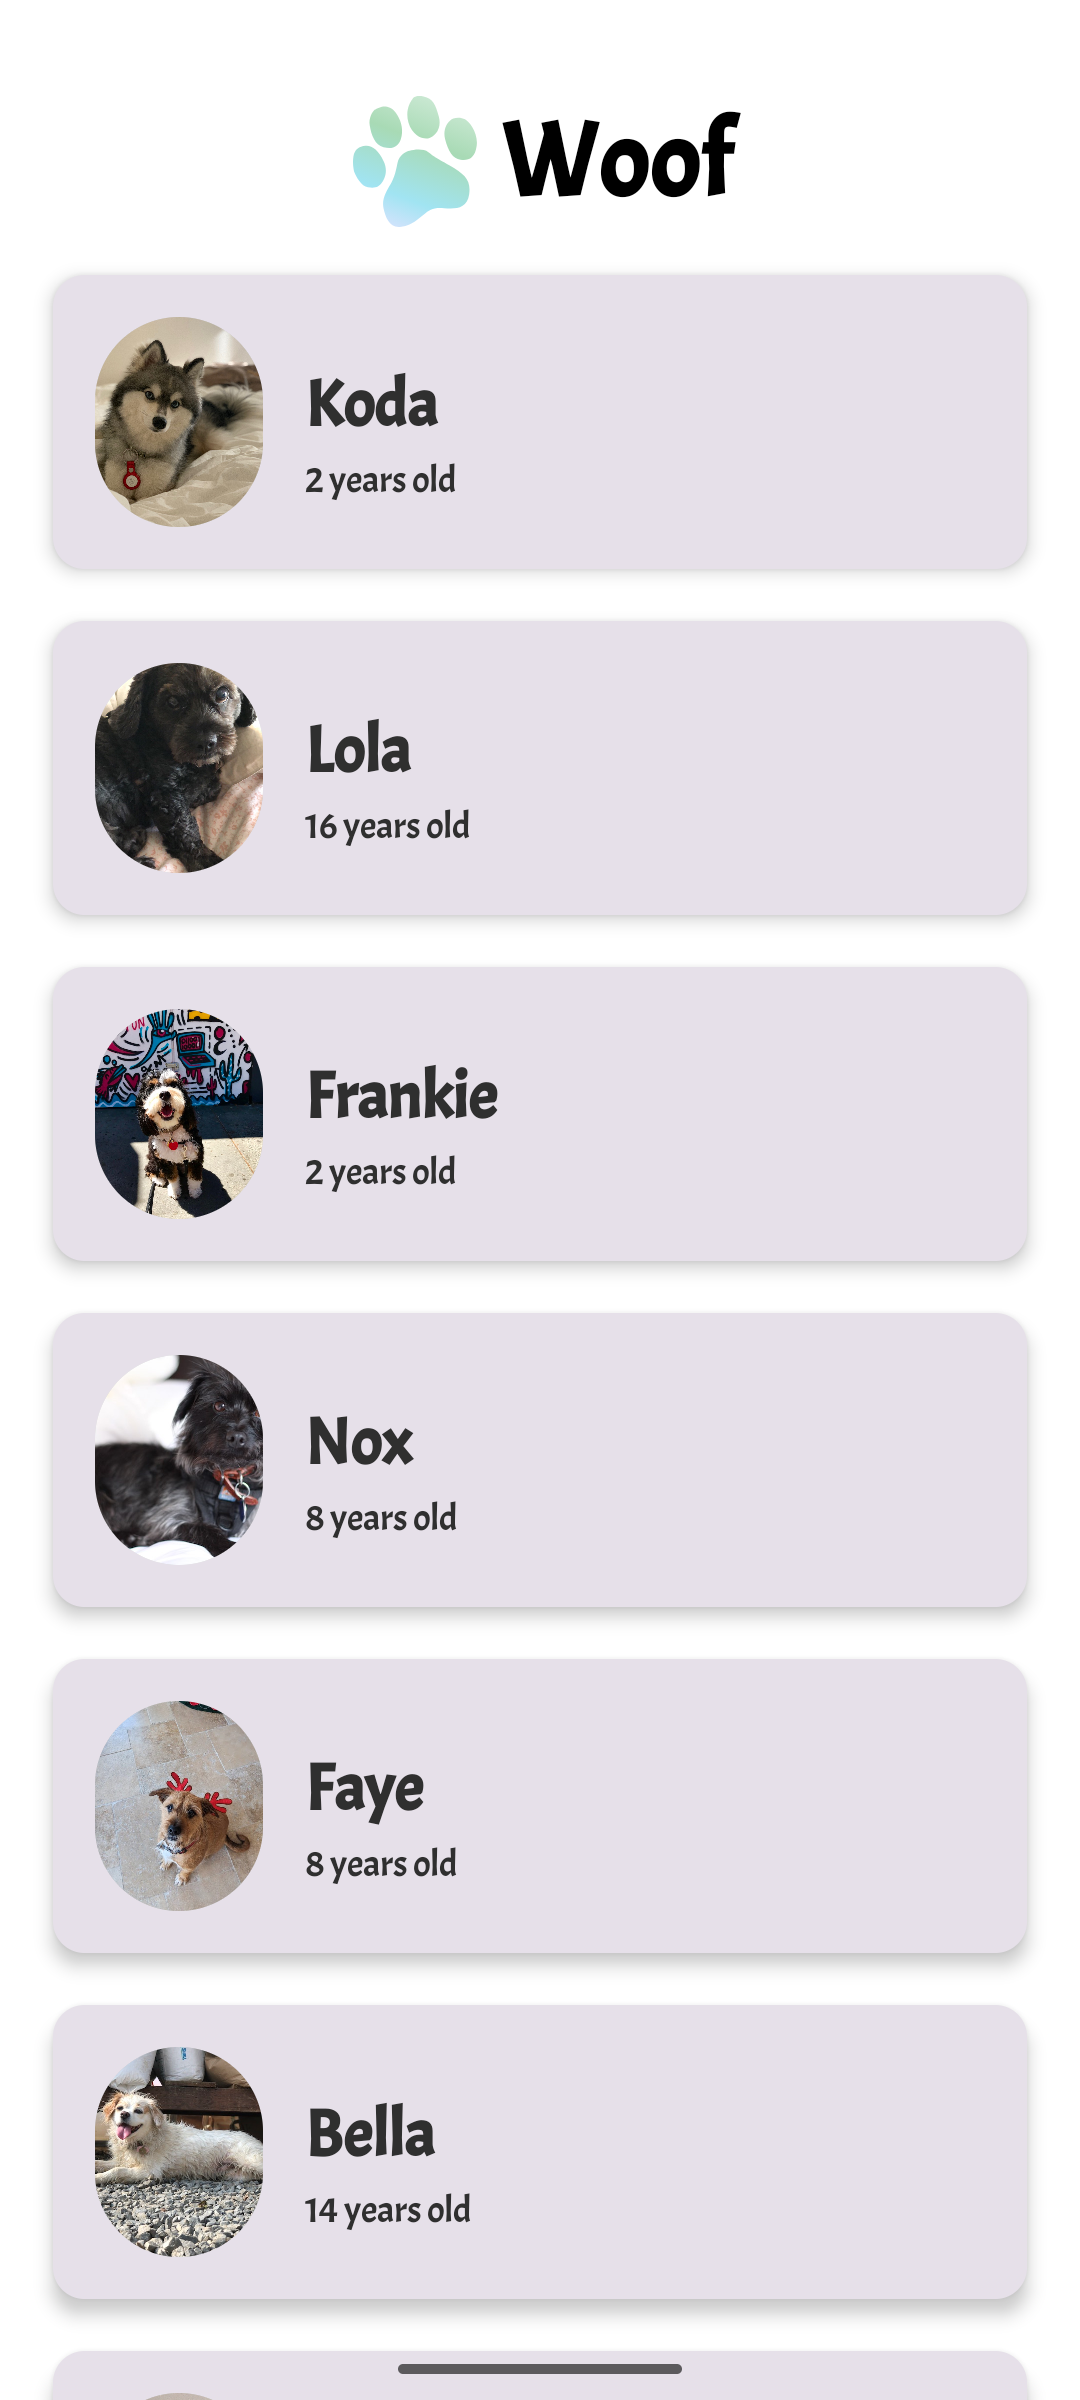 Woof
Koda
2 years old
Lola
16 years old
Frankie
2 years old
Nox
8 years old
Faye
8 years old
Bella
14 years old